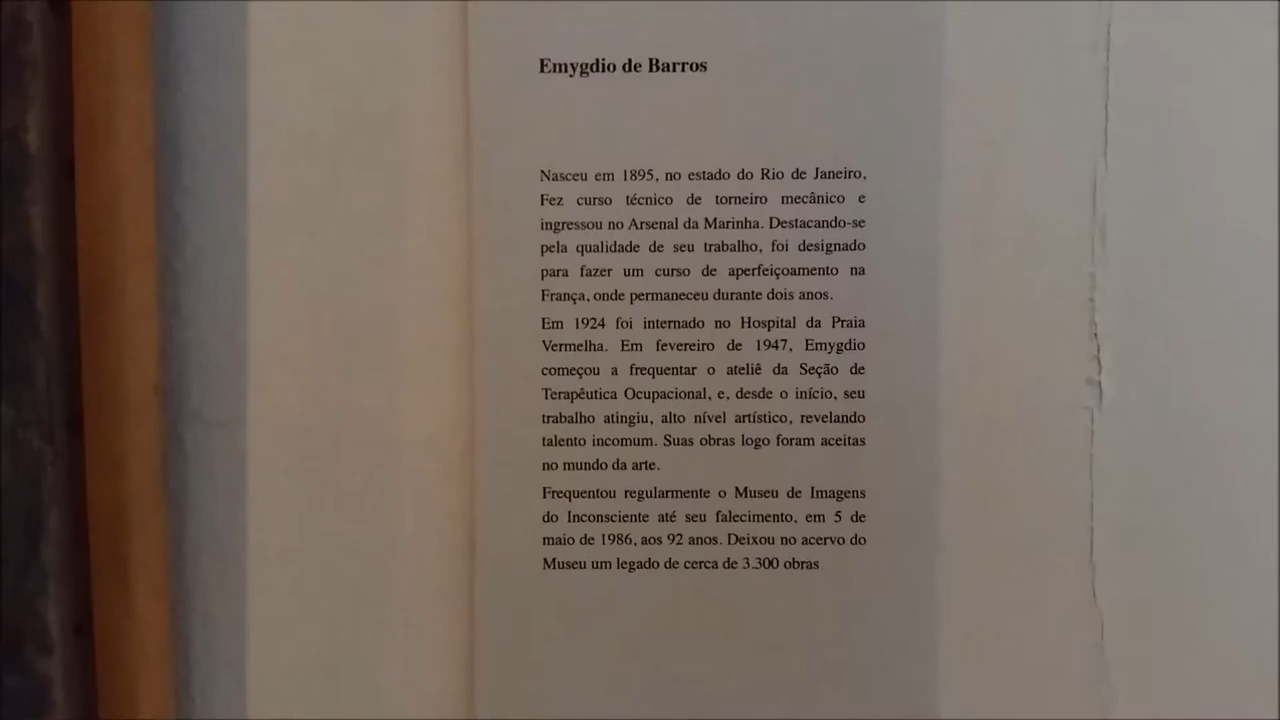 Emygdio de Barros
Nasceu em 1895, no estado do Rio de Janeiro,
Fez curso técnico de torneiro mecânico e
ingressou no Arsenal da Marinha. Destacando-se
pela qualidade de seu trabalho, foi designado
para fazer um curso de aperfeiçoamento na
França, onde permaneceu durante dois anos.
Em 1924 foi internado no Hospital da Praia
Vermelha. Em fevereiro de 1947, Emygdio
começou a frequentar o ateliê da Seção de
Terapêutica Ocupacional, e, desde o início, seu
trabalho atingiu, alto nível artístico, revelando
talento incomum. Suas obras logo foram aceitas
no mundo da arte.
Frequentou regularmente o Museu de Imagens
do Inconsciente até seu falecimento, em 5 de
maio de 1986, aos 92 anos. Deixou no acervo do
Museu um legado de cerca de 3.300 obras